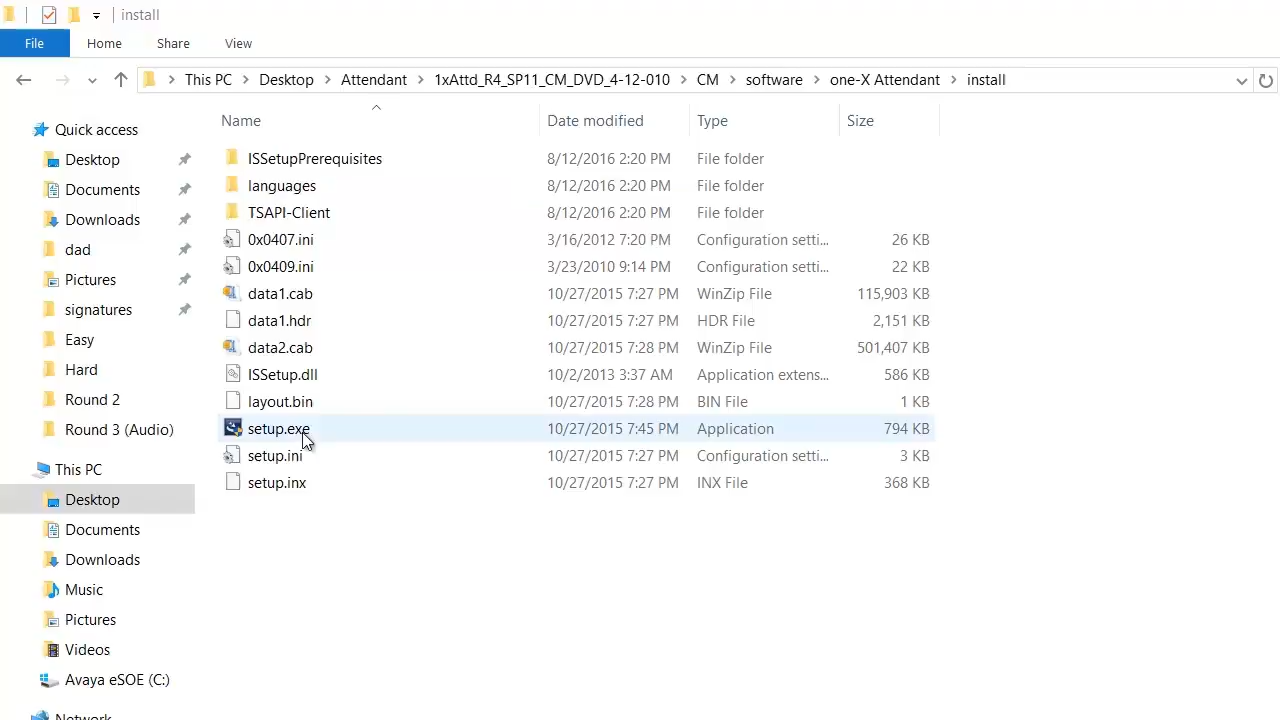 install
File Home Share View
This PC Desktop Attendant 1xAttd_R4_SP11_CM_DVD_4-12-010 CM software one-X Attendant install
Name Date modified Type Size
Quick access
Desktop
Documents
Downloads
dad
Pictures
signatures
Easy
Hard
Round 2
Round 3 (Audio)
This PC
Desktop
Documents
Downloads
Music
Pictures
Videos
Avaya eSOE (C:)
Network
ISSetupPrerequisites 8/12/2016 2:20 PM File folder
languages 8/12/2016 2:20 PM File folder
TSAPI-Client 8/12/2016 2:20 PM File folder
0x0407.ini 3/16/2012 7:20 PM Configuration setti... 26 KB
0x0409.ini 3/23/2010 9:14 PM Configuration setti... 22 KB
data1.cab 10/27/2015 7:27 PM WinZip File 115,903 KB
data1.hdr 10/27/2015 7:27 PM HDR File 2,151 KB
data2.cab 10/27/2015 7:28 PM WinZip File 501,407 KB
ISSetup.dll 10/2/2013 3:37 AM Application extens... 586 KB
layout.bin 10/27/2015 7:28 PM BIN File 1 KB
setup.exe 10/27/2015 7:45 PM Application 794 KB
setup.ini 10/27/2015 7:27 PM Configuration setti... 3 KB
setup.inx 10/27/2015 7:27 PM INX File 368 KB